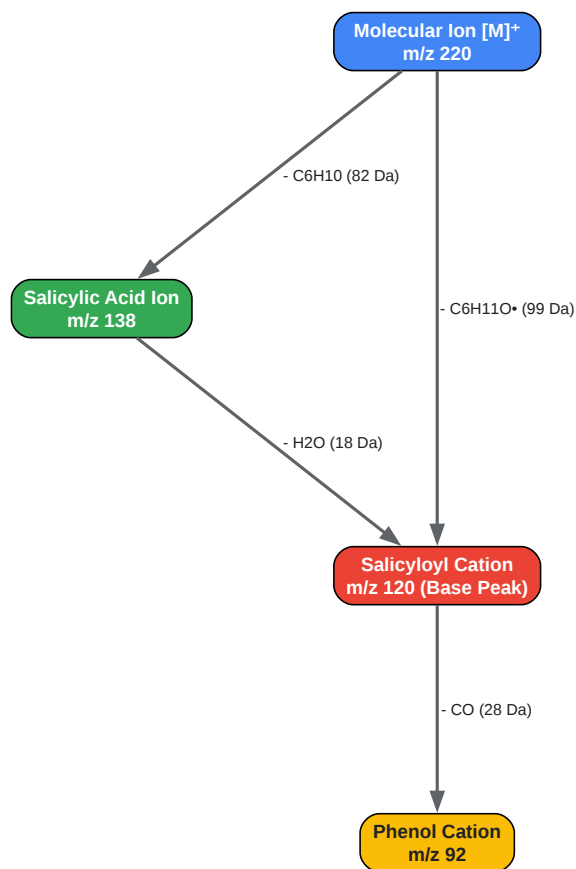 Molecular Ion [M]⁺
m/z 220
- C6H10 (82 Da)
Salicylic Acid Ion
m/z 138
- C6H11O• (99 Da)
- H2O (18 Da)
Salicyloyl Cation
m/z 120 (Base Peak)
- CO (28 Da)
Phenol Cation
m/z 92